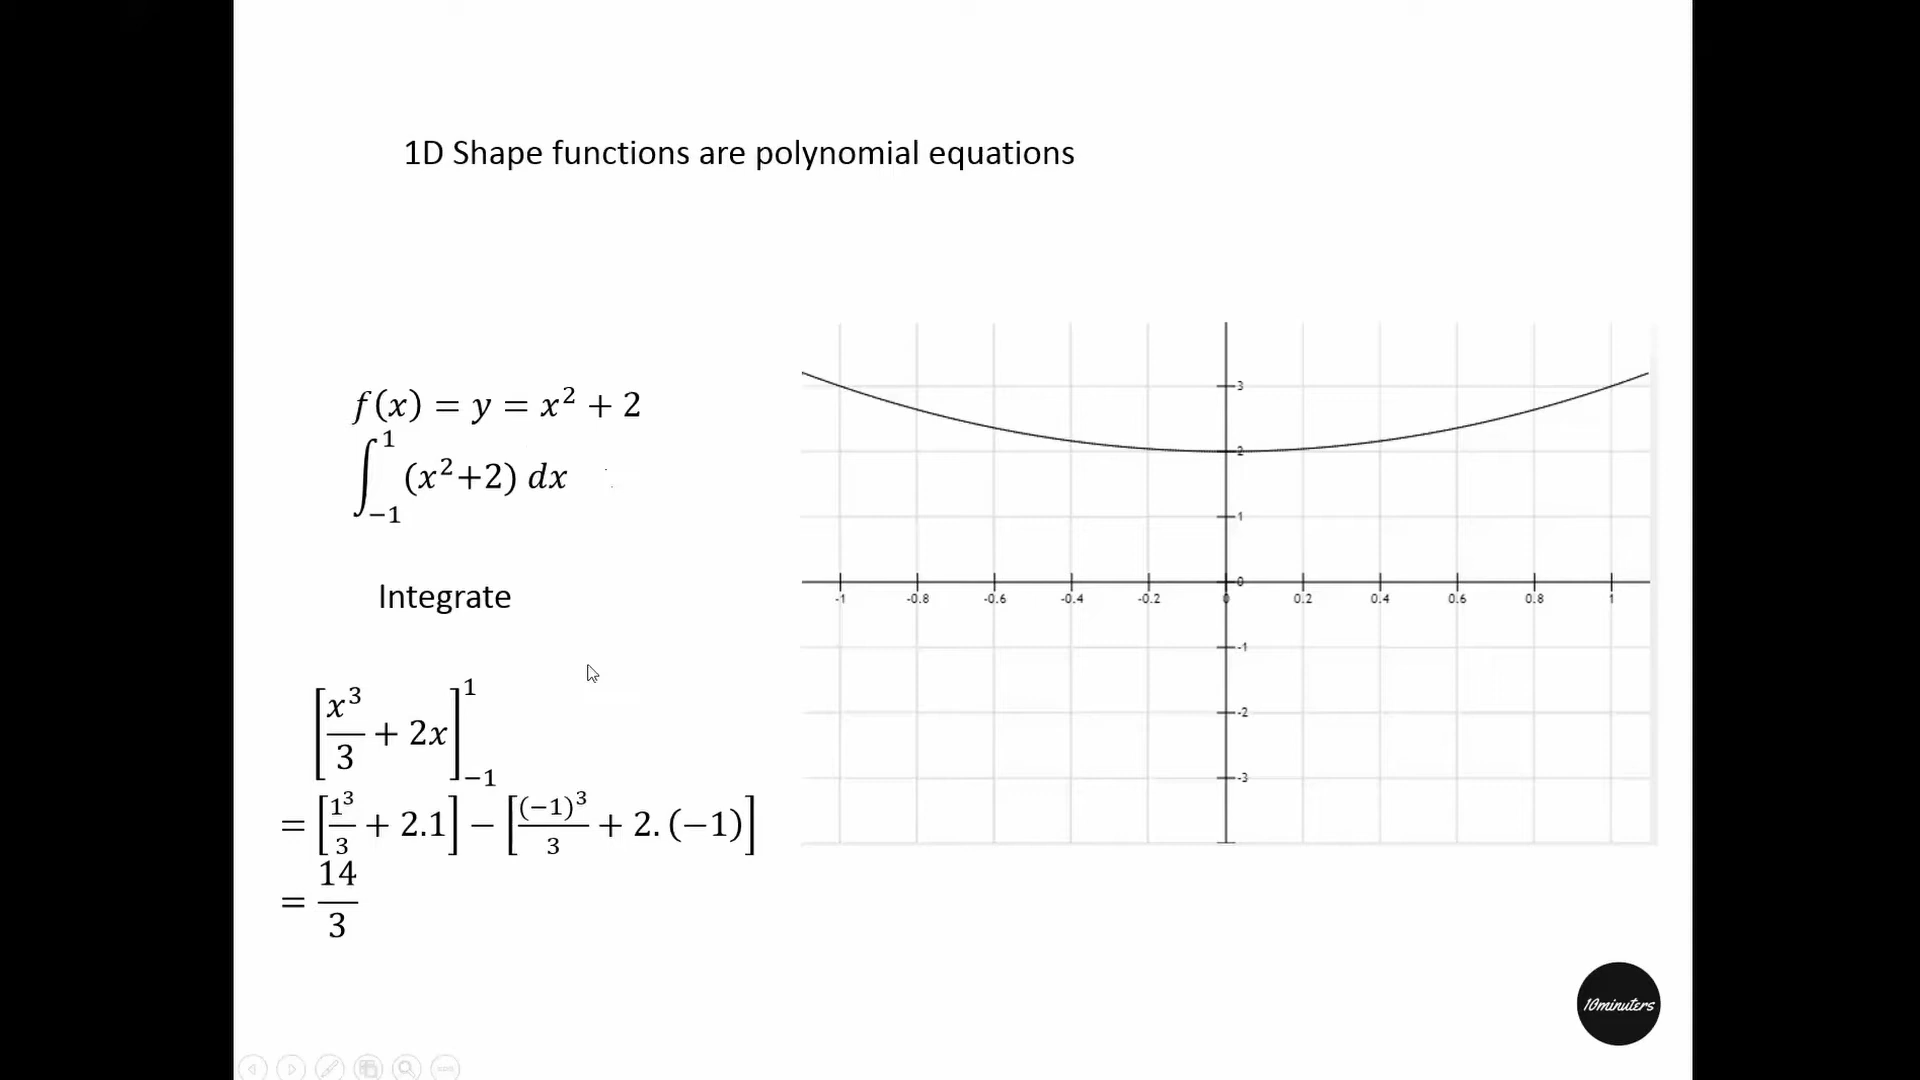 1D Shape functions are polynomial equations
f(x) = y = x² + 2
∫₋₁¹ (x²+2) dx
Integrate
[x³/3 + 2x]₋₁¹
= [1³/3 + 2.1] − [(−1)³/3 + 2.(−1)]
= 14/3
3
2
1
0
-1 -0.8 -0.6 -0.4 -0.2 0 0.2 0.4 0.6 0.8 1
-1
-2
-3
10minuters